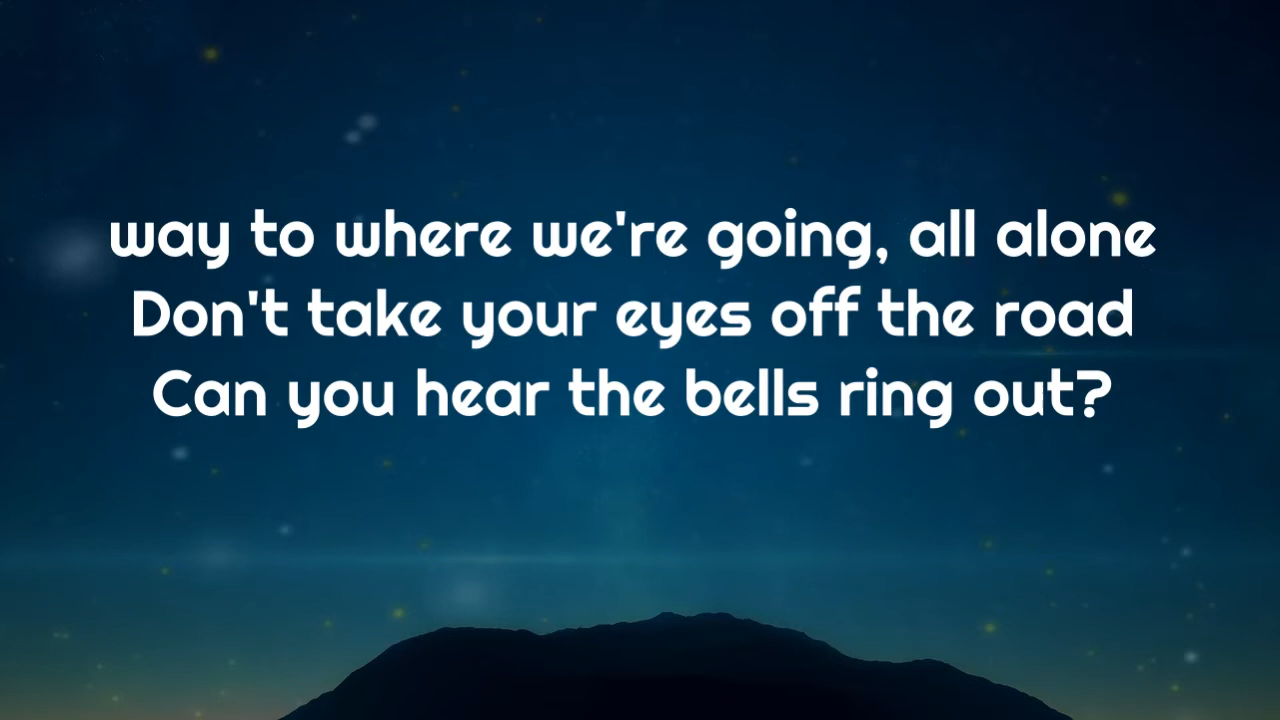 way to where we're going, all alone
Don't take your eyes off the road
Can you hear the bells ring out?